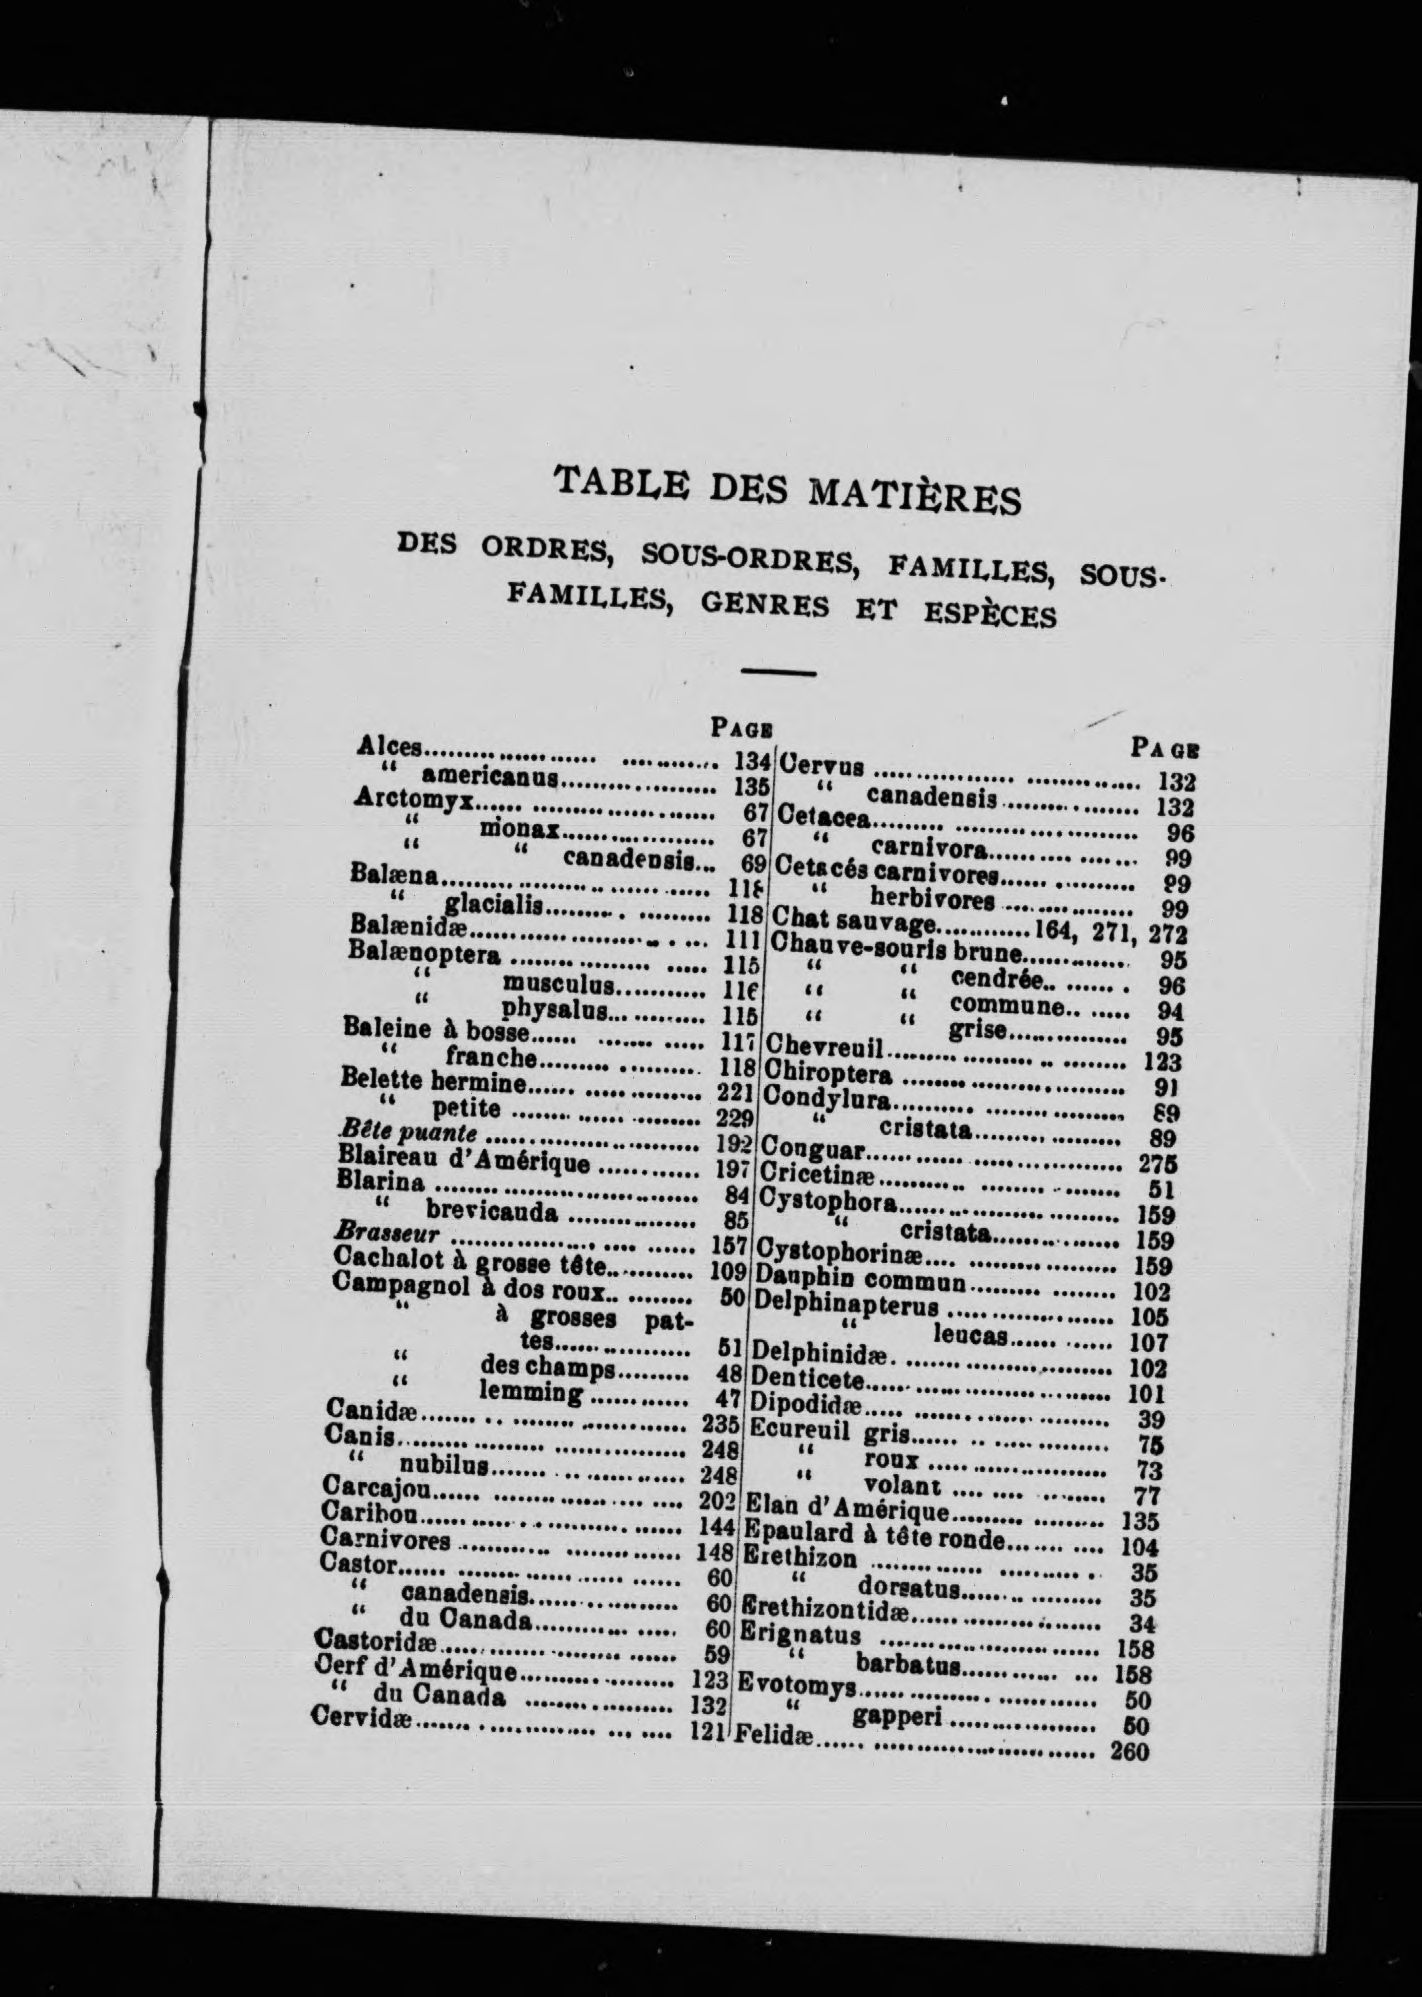 TABLE DES MATIÈRES
DES ORDRES, SOUS-ORDRES, FAMILLES, SOUS-
FAMILLES, GENRES ET ESPÈCES
PAGE
Alces........................ 134
“ americanus........................ 135
Arctomyx........................ 67
“ monax........................ 67
“ “ canadensis... 69
Balæna........................ 118
“ glacialis........................ 118
Balænidæ........................ 111
Balænoptera........................ 115
“ musculus........................ 116
“ physalus........................ 115
Baleine à bosse........................ 117
“ franche........................ 118
Belette hermine........................ 221
“ petite........................ 229
Bête puante........................ 192
Blaireau d'Amérique............ 197
Blarina........................ 84
“ brevicauda........................ 85
Brasseur........................ 157
Cachalot à grosse tête............ 109
Campagnol à dos roux............ 50
“ à grosses pat-
tes........................ 51
“ des champs......... 48
“ lemming............ 47
Canidæ........................ 235
Canis........................ 248
“ nubilus........................ 248
Carcajou........................ 202
Caribou........................ 144
Carnivores........................ 148
Castor........................ 60
“ canadensis........................ 60
“ du Canada........................ 60
Castoridæ........................ 59
Cerf d'Amérique........................ 123
“ du Canada........................ 132
Cervidæ........................ 121
PAGE
Cervus........................ 132
“ canadensis........................ 132
Cetacea........................ 96
“ carnivora........................ 99
Cetacés carnivores........................ 99
“ herbivores........................ 99
Chat sauvage............164, 271, 272
Chauve-souris brune............ 95
“ “ cendrée......... 96
“ “ commune......... 94
“ “ grise............ 95
Chevreuil........................ 123
Chiroptera........................ 91
Condylura........................ 89
“ cristata........................ 89
Conguar........................ 275
Cricetinæ........................ 51
Cystophora........................ 159
“ cristata........................ 159
Cystophorinæ........................ 159
Dauphin commun........................ 102
Delphinapterus........................ 105
“ leucas............ 107
Delphinidæ........................ 102
Denticete........................ 101
Dipodidæ........................ 39
Ecureuil gris........................ 75
“ roux........................ 73
“ volant........................ 77
Elan d'Amérique........................ 135
Epaulard à tête ronde............ 104
Erethizon........................ 35
“ dorsatus........................ 35
Erethizontidæ........................ 34
Erignatus........................ 158
“ barbatus........................ 158
Evotomys........................ 50
“ gapperi........................ 50
Felidæ........................ 260